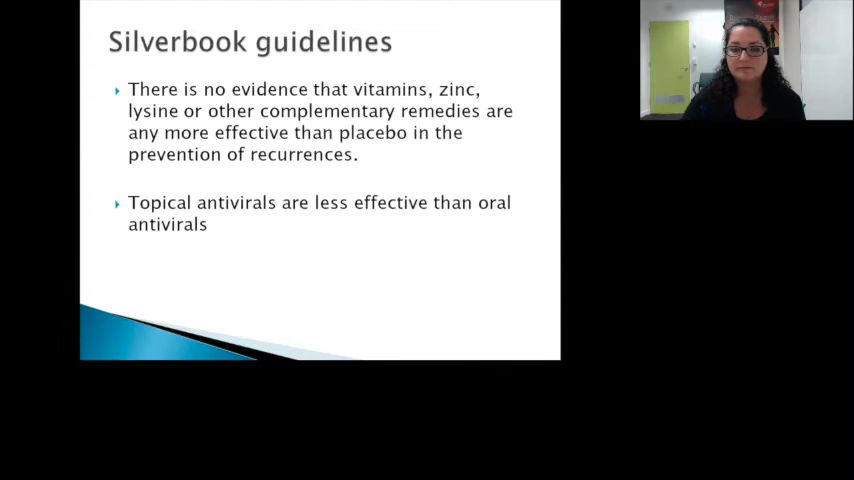 Silverbook guidelines
There is no evidence that vitamins, zinc,
lysine or other complementary remedies are
any more effective than placebo in the
prevention of recurrences.
Topical antivirals are less effective than oral
antivirals